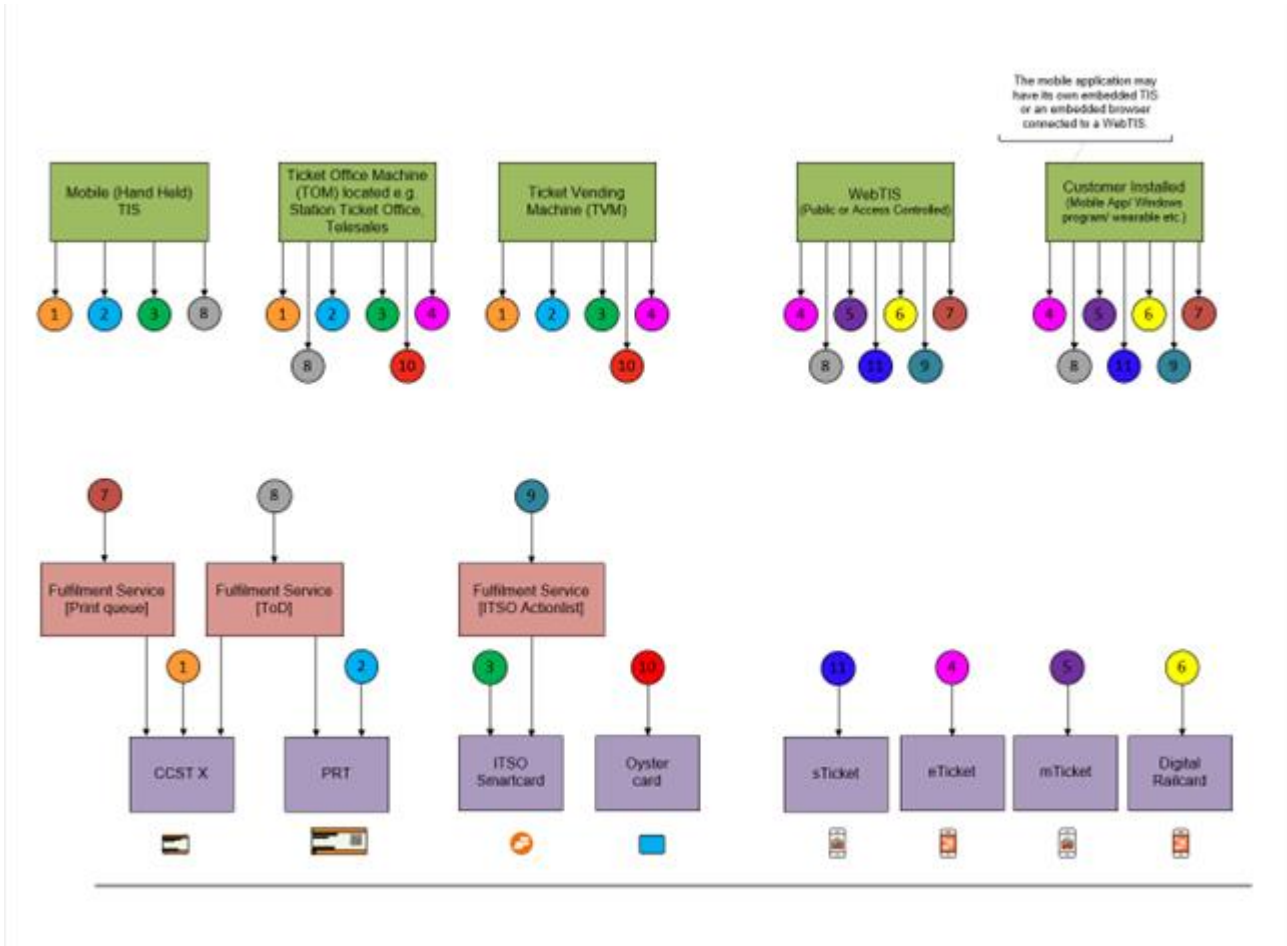 The mobile application may
have its own embedded TIS
or an embedded browser
connected to a WebTIS.
Mobile (Hand Held)
TIS
Ticket Office Machine
(TOM) located e.g.
Station Ticket Office,
Telesales
Ticket Vending
Machine (TVM)
WebTIS
(Public or Access Controlled)
Customer Installed
(Mobile App/ Windows
program/ wearable etc.)
1
2
3
8
1
2
3
4
8
10
1
2
3
4
10
4
5
6
7
8
11
9
4
5
6
7
8
11
9
7
8
9
Fulfilment Service
[Print queue]
Fulfilment Service
[ToD]
Fulfilment Service
[ITSO Actionlist]
1
2
3
10
11
4
5
6
CCST X
PRT
ITSO
Smartcard
Oyster
card
sTicket
eTicket
mTicket
Digital
Railcard